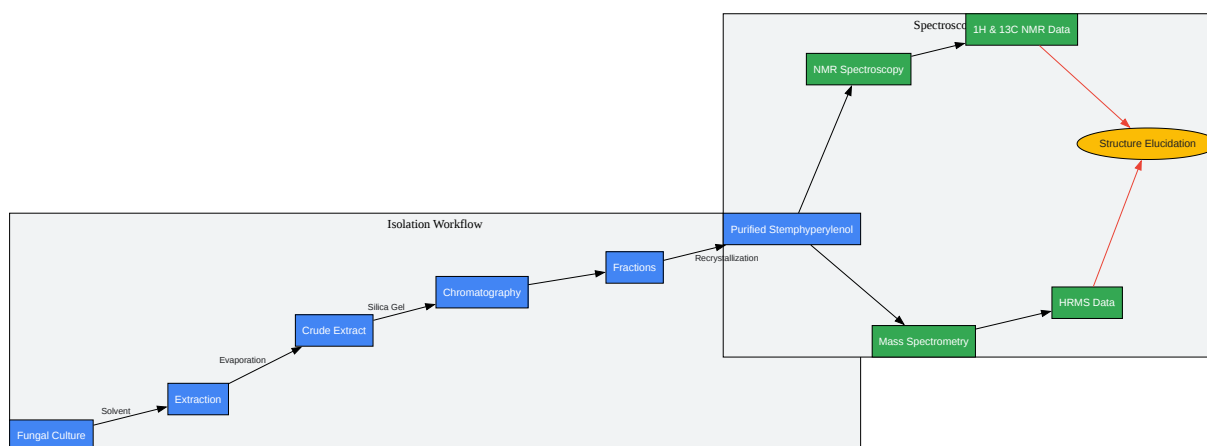 Spectrosco
1H & 13C NMR Data
NMR Spectroscopy
Structure Elucidation
Isolation Workflow
Purified Stemphyperylenol
Recrystallization
Fractions
Chromatography
HRMS Data
Silica Gel
Crude Extract
Mass Spectrometry
Evaporation
Extraction
Solvent
Fungal Culture